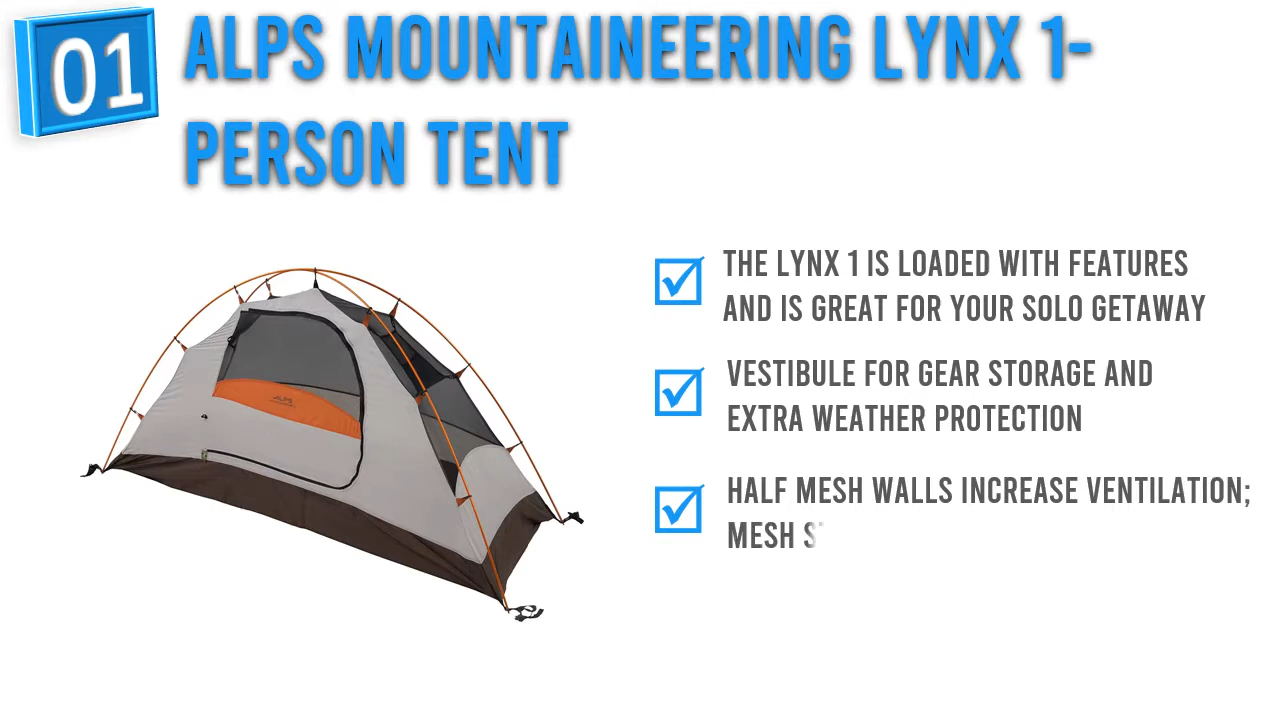 01
ALPS MOUNTAINEERING LYNX 1-
PERSON TENT
THE LYNX 1 IS LOADED WITH FEATURES
AND IS GREAT FOR YOUR SOLO GETAWAY
VESTIBULE FOR GEAR STORAGE AND
EXTRA WEATHER PROTECTION
HALF MESH WALLS INCREASE VENTILATION;
MESH
ALPS